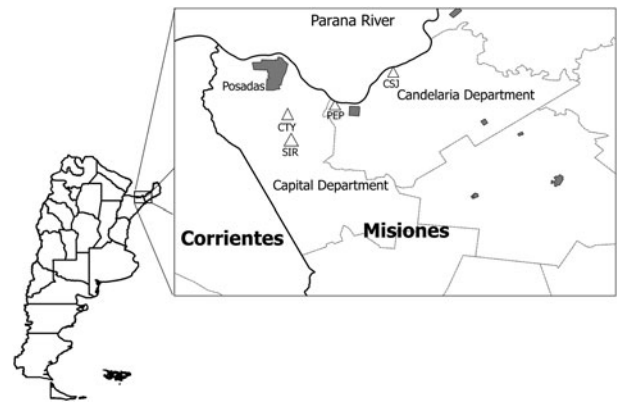 Parana River
Posadas
CSJ
Candelaria Department
PEP
CTY
SIR
Capital Department
Corrientes
Misiones